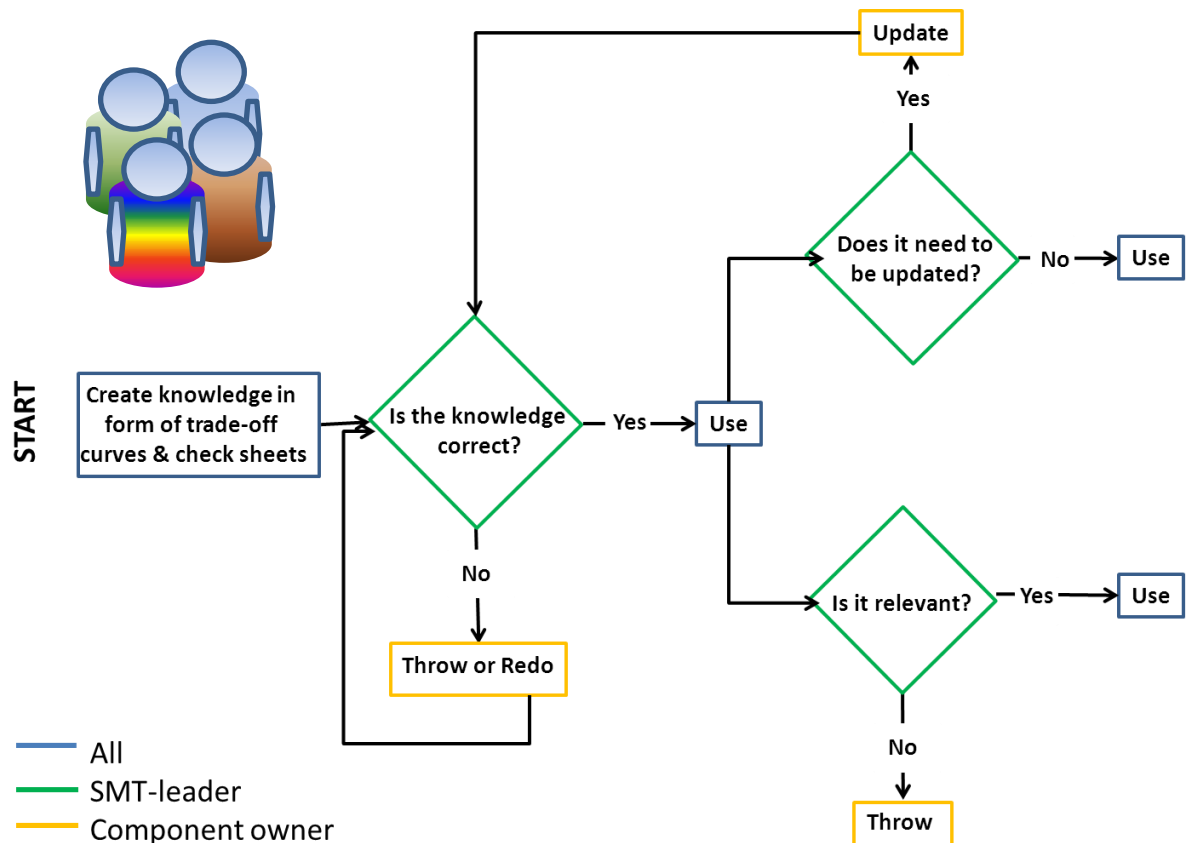 Update
Yes
Does it need to
be updated?
No
Use
START
Create knowledge in
form of trade-off
curves & check sheets
Is the knowledge
correct?
Yes
Use
No
Throw or Redo
Is it relevant?
Yes
Use
No
Throw
All
SMT-leader
Component owner